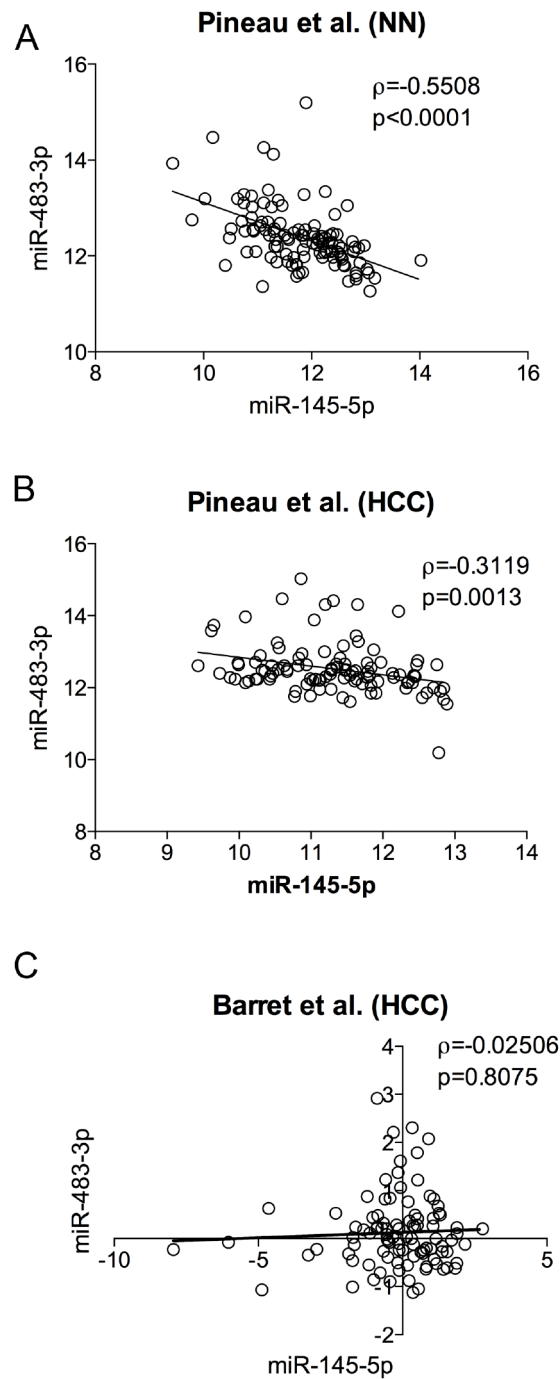 A
Pineau et al. (NN)
16
14
12
10
8
10
12
14
16
miR-483-3p
miR-145-5p
ρ=-0.5508
p<0.0001
B
Pineau et al. (HCC)
16
14
12
10
8
8
9
10
11
12
13
14
miR-483-3p
miR-145-5p
ρ=-0.3119
p=0.0013
C
Barret et al. (HCC)
4
3
2
1
-1
-2
-10
-5
5
miR-483-3p
miR-145-5p
ρ=-0.02506
p=0.8075